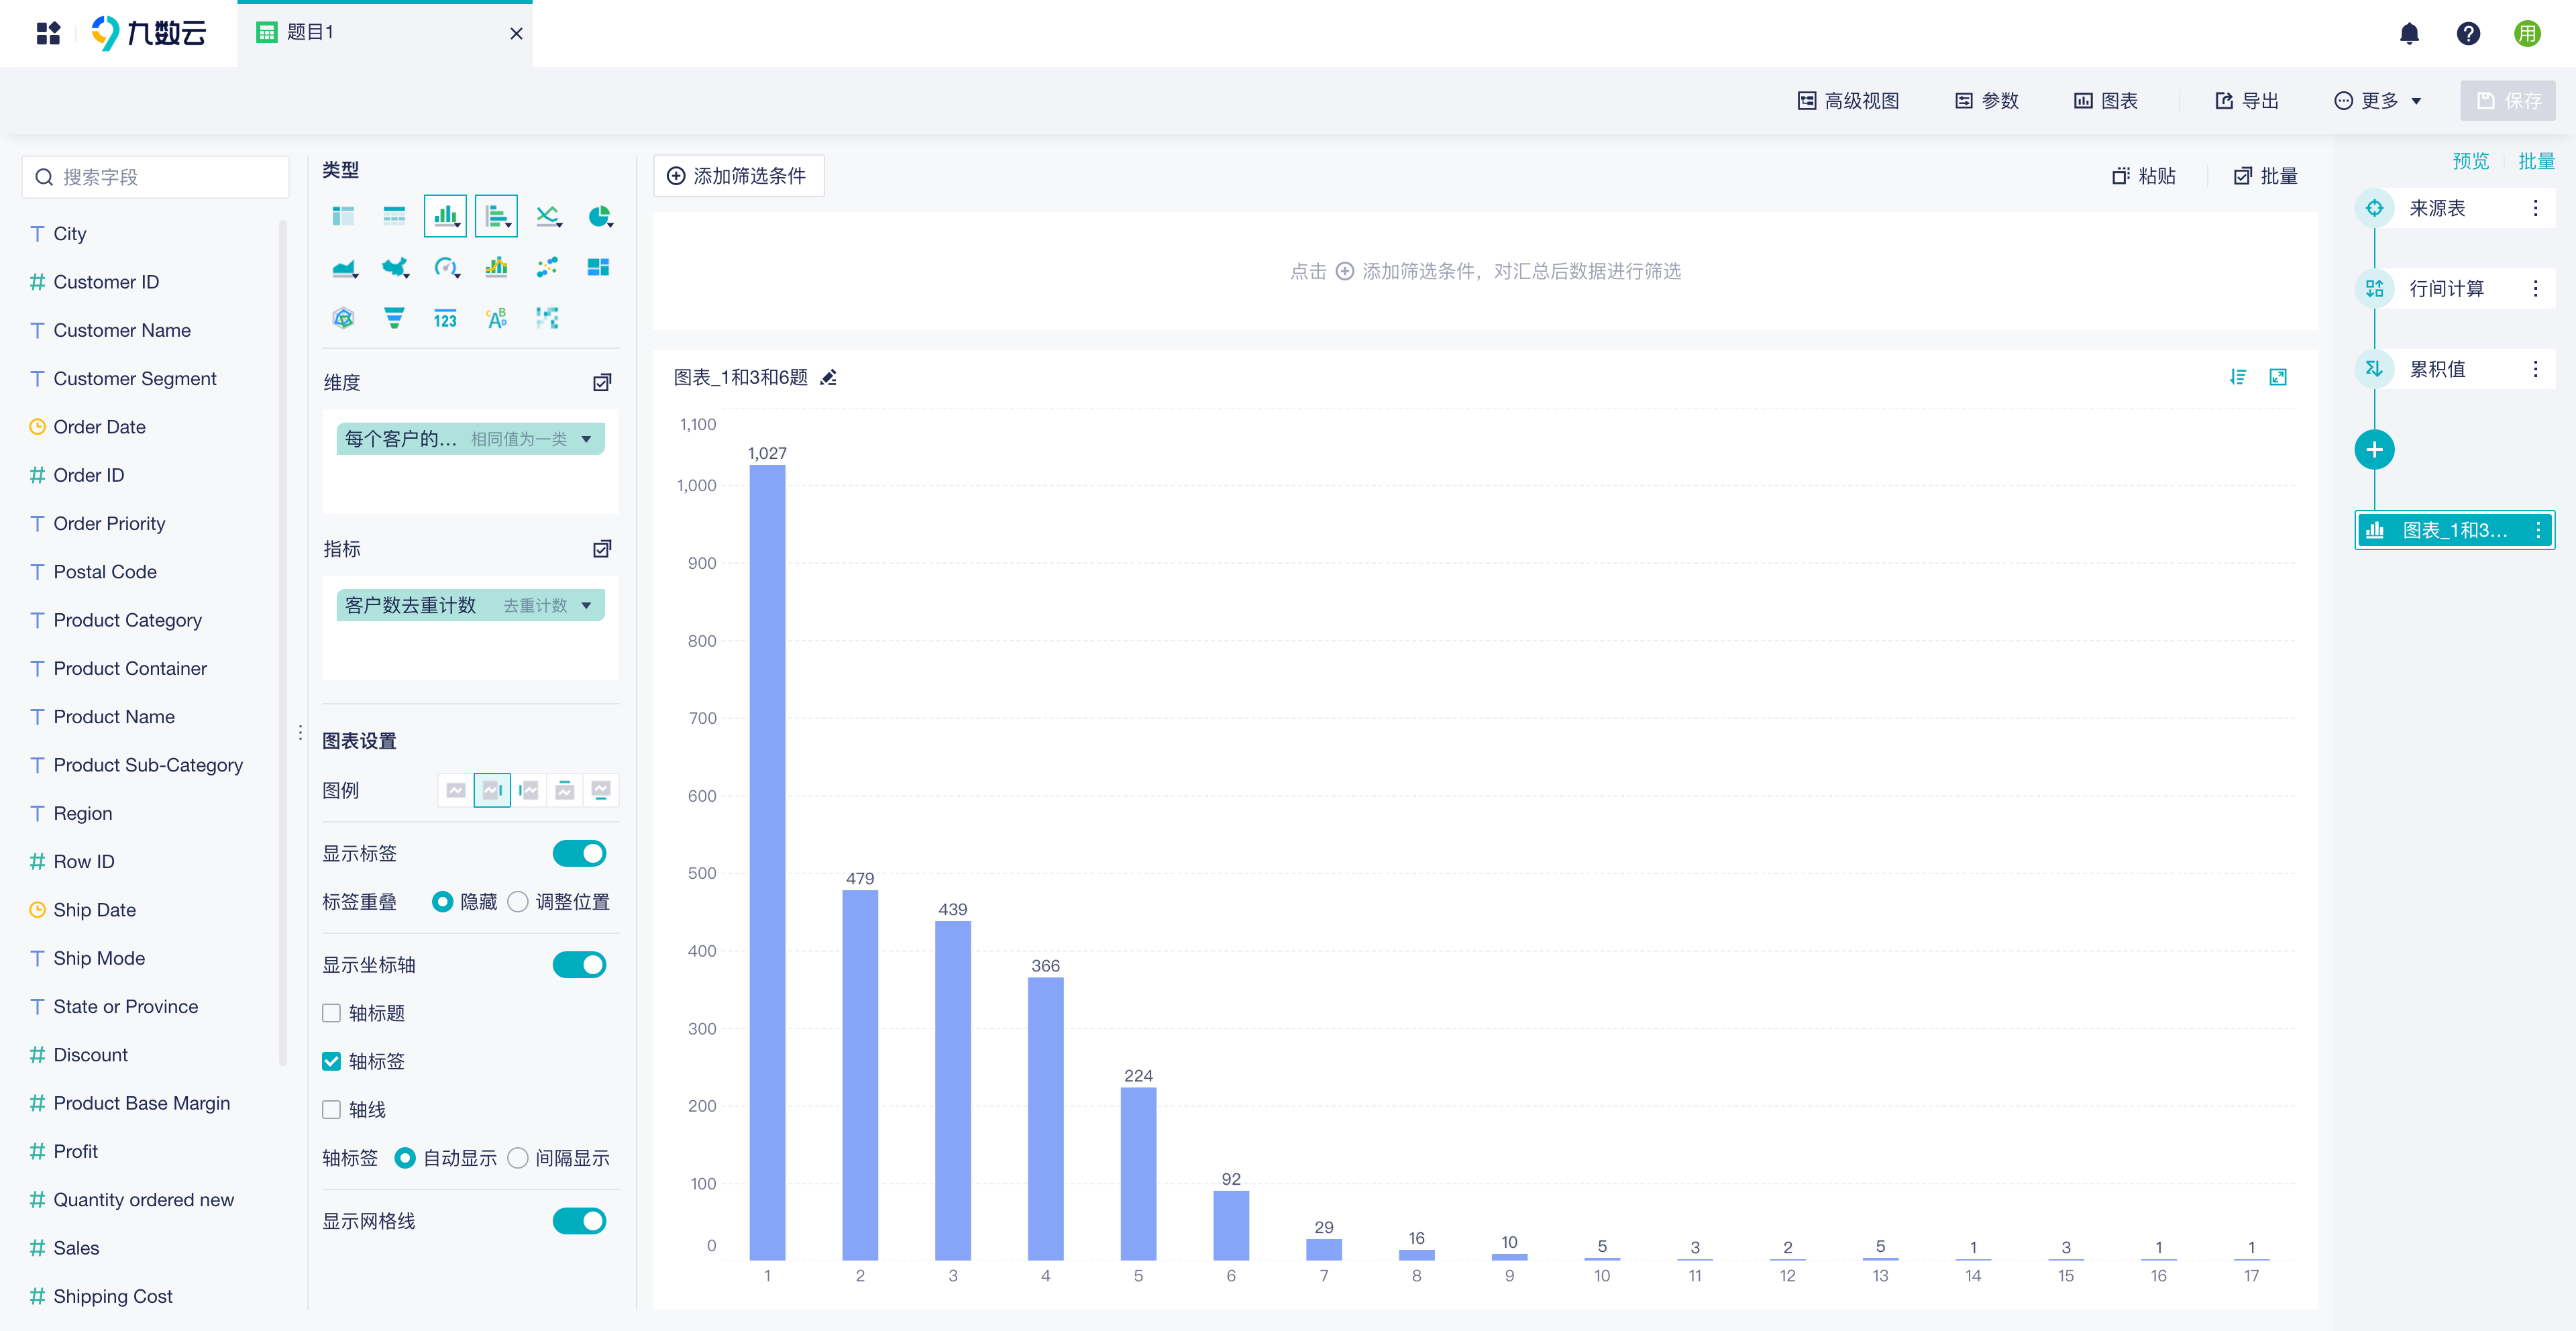 九数云
题目1
用
高级视图
参数
图表
导出
更多
保存
搜索字段
City
Customer ID
Customer Name
Customer Segment
Order Date
Order ID
Order Priority
Postal Code
Product Category
Product Container
Product Name
Product Sub-Category
Region
Row ID
Ship Date
Ship Mode
State or Province
Discount
Product Base Margin
Profit
Quantity ordered new
Sales
Shipping Cost
类型
123
维度
每个客户的... 相同值为一类
指标
客户数去重计数 去重计数
图表设置
图例
显示标签
标签重叠 隐藏 调整位置
显示坐标轴
轴标题
轴标签
轴线
轴标签 自动显示 间隔显示
显示网格线
添加筛选条件
粘贴
批量
点击 添加筛选条件，对汇总后数据进行筛选
图表_1和3和6题
1,100
1,000
900
800
700
600
500
400
300
200
100
0
1,027
479
439
366
224
92
29
16
10
5
3
2
5
1
3
1
1
1 2 3 4 5 6 7 8 9 10 11 12 13 14 15 16 17
预览 批量
来源表
行间计算
累积值
图表_1和3...